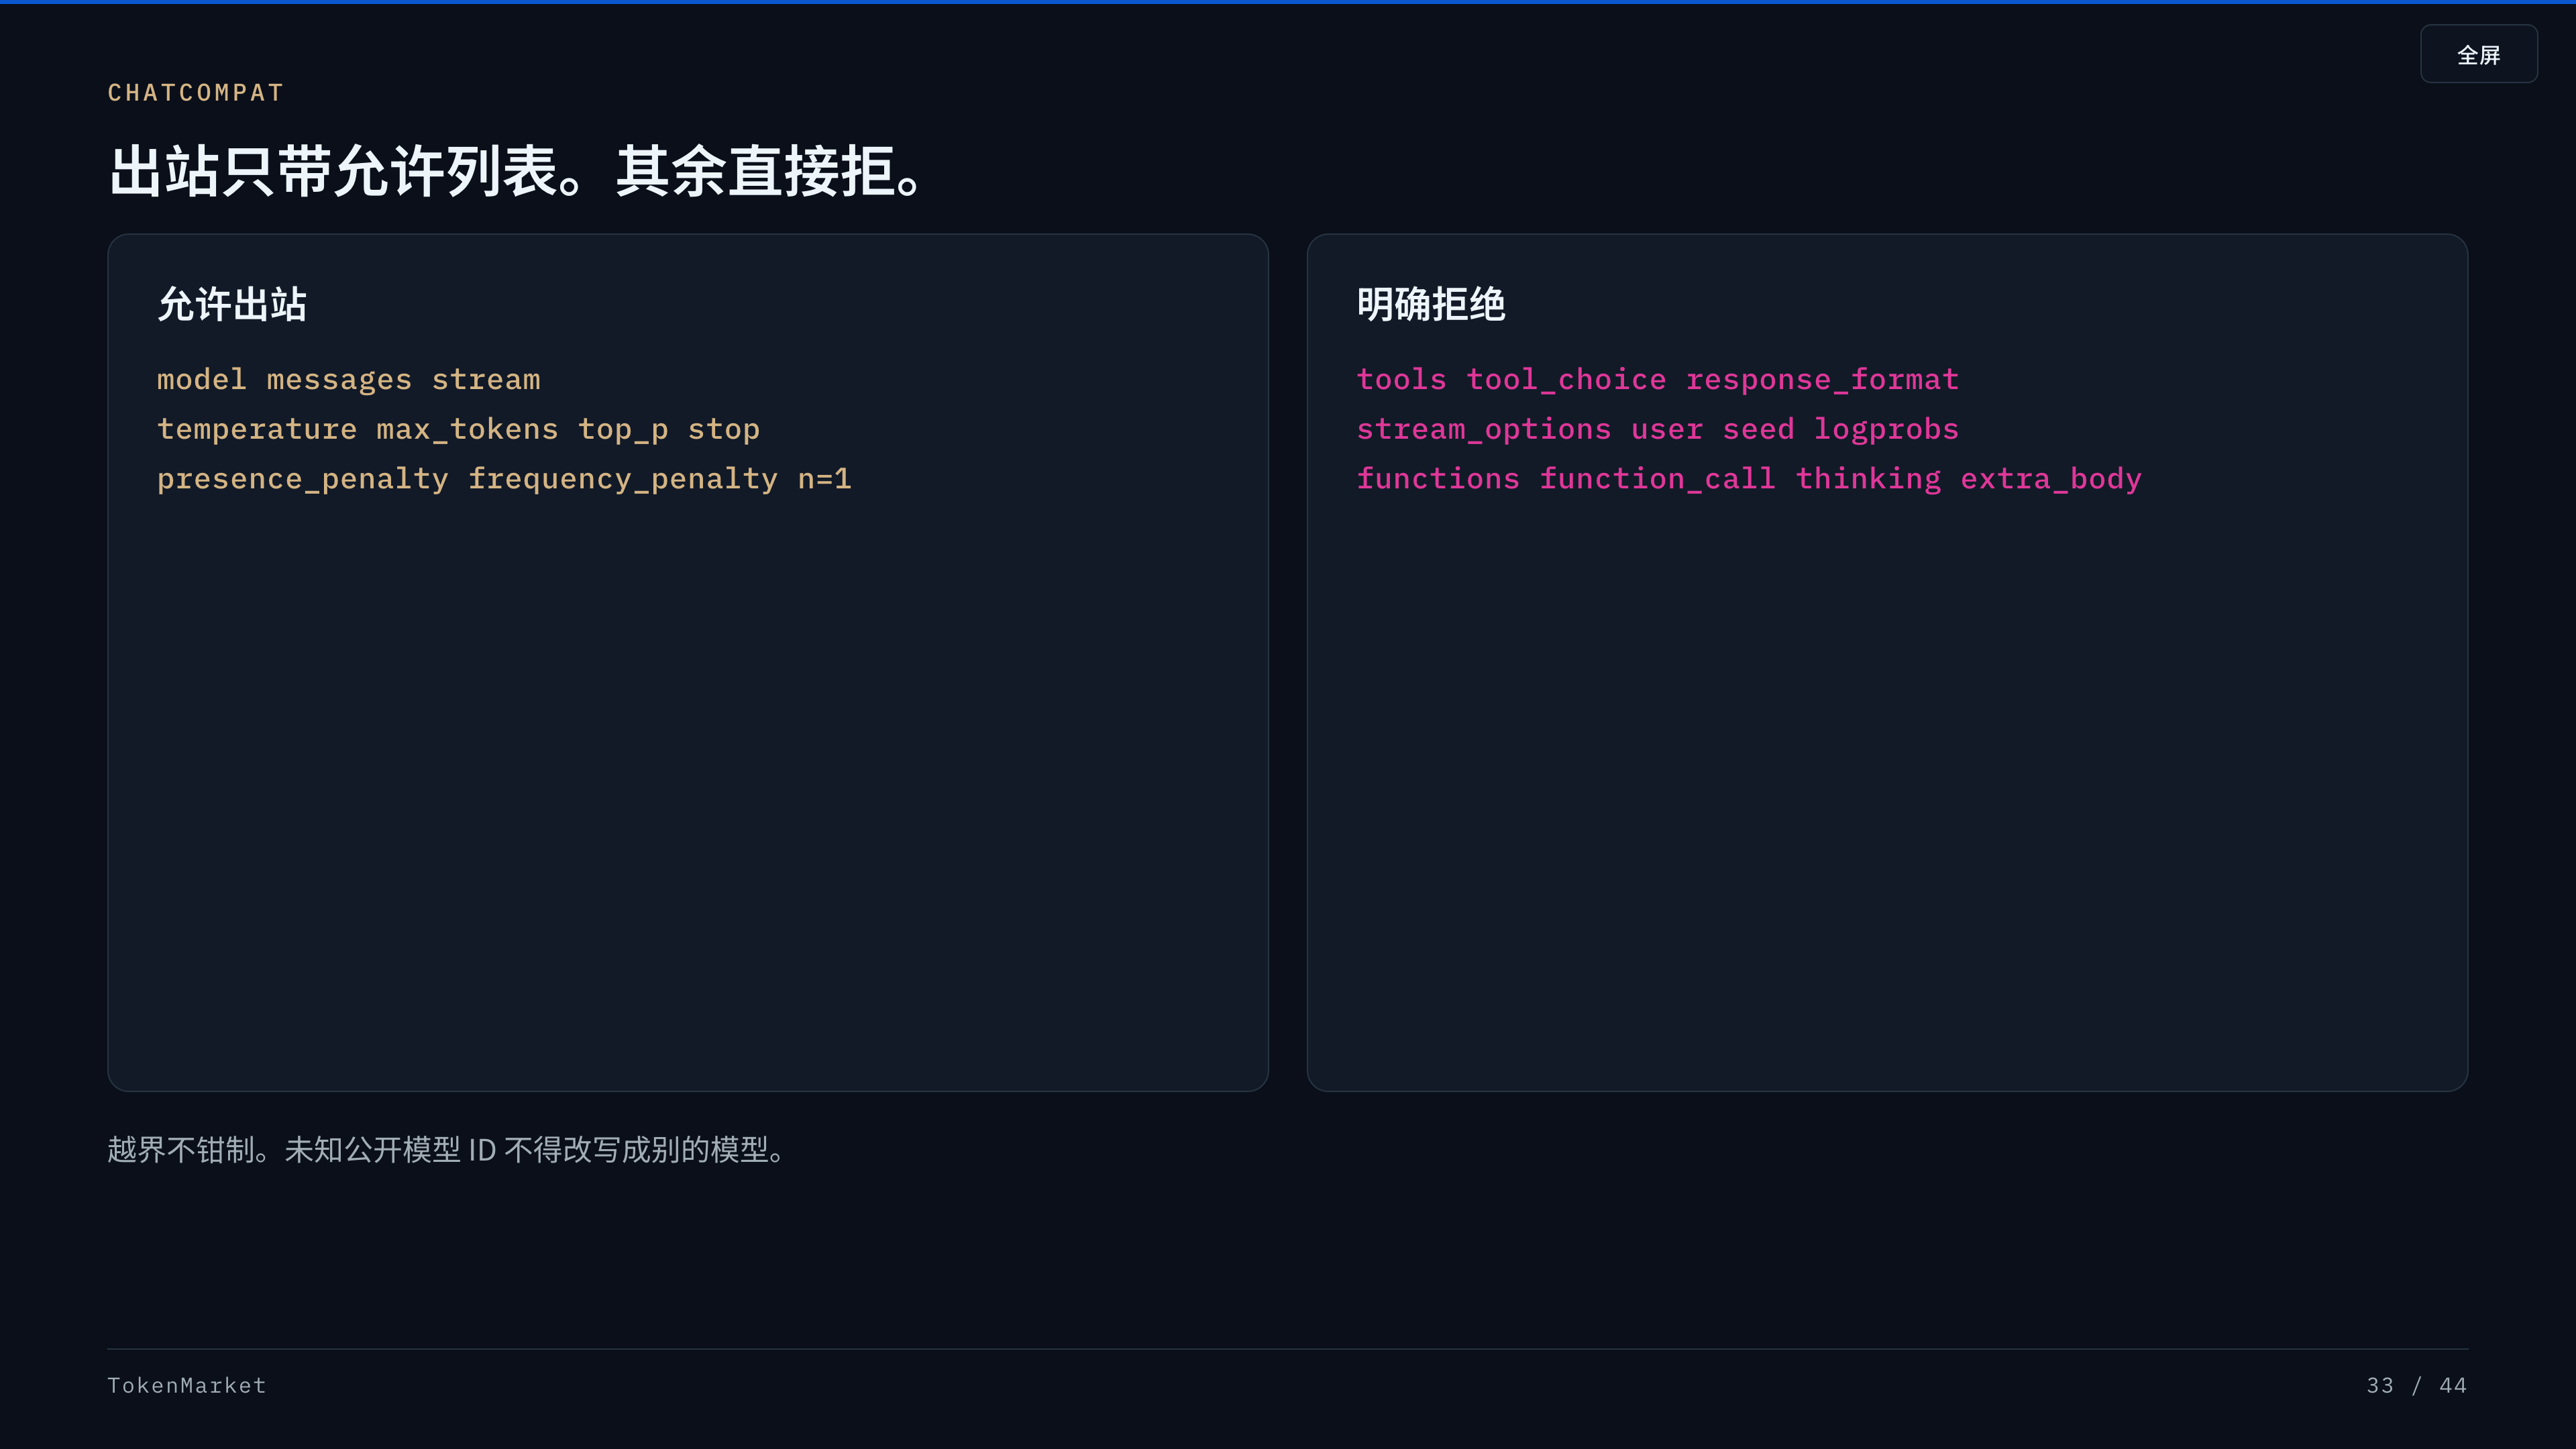 全屏
CHATCOMPAT
出站只带允许列表。其余直接拒。
允许出站
model messages stream
temperature max_tokens top_p stop
presence_penalty frequency_penalty n=1
明确拒绝
tools tool_choice response_format
stream_options user seed logprobs
functions function_call thinking extra_body
越界不钳制。未知公开模型 ID 不得改写成别的模型。
TokenMarket
33 / 44